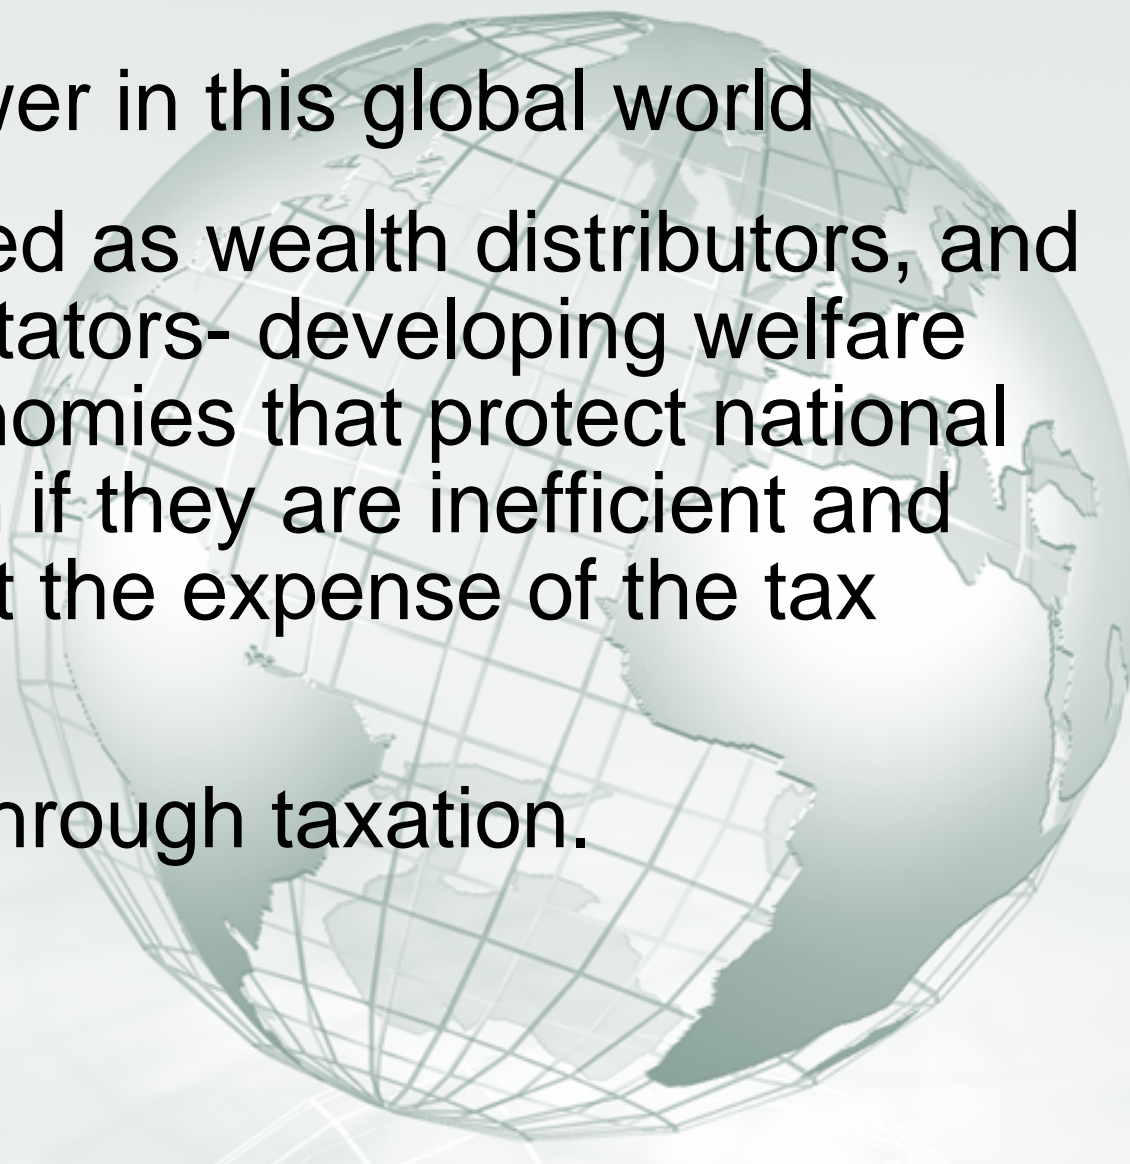 wer in this global world
ed as wealth distributors, and
tators- developing welfare
nomies that protect national
if they are inefficient and
t the expense of the tax
hrough taxation.